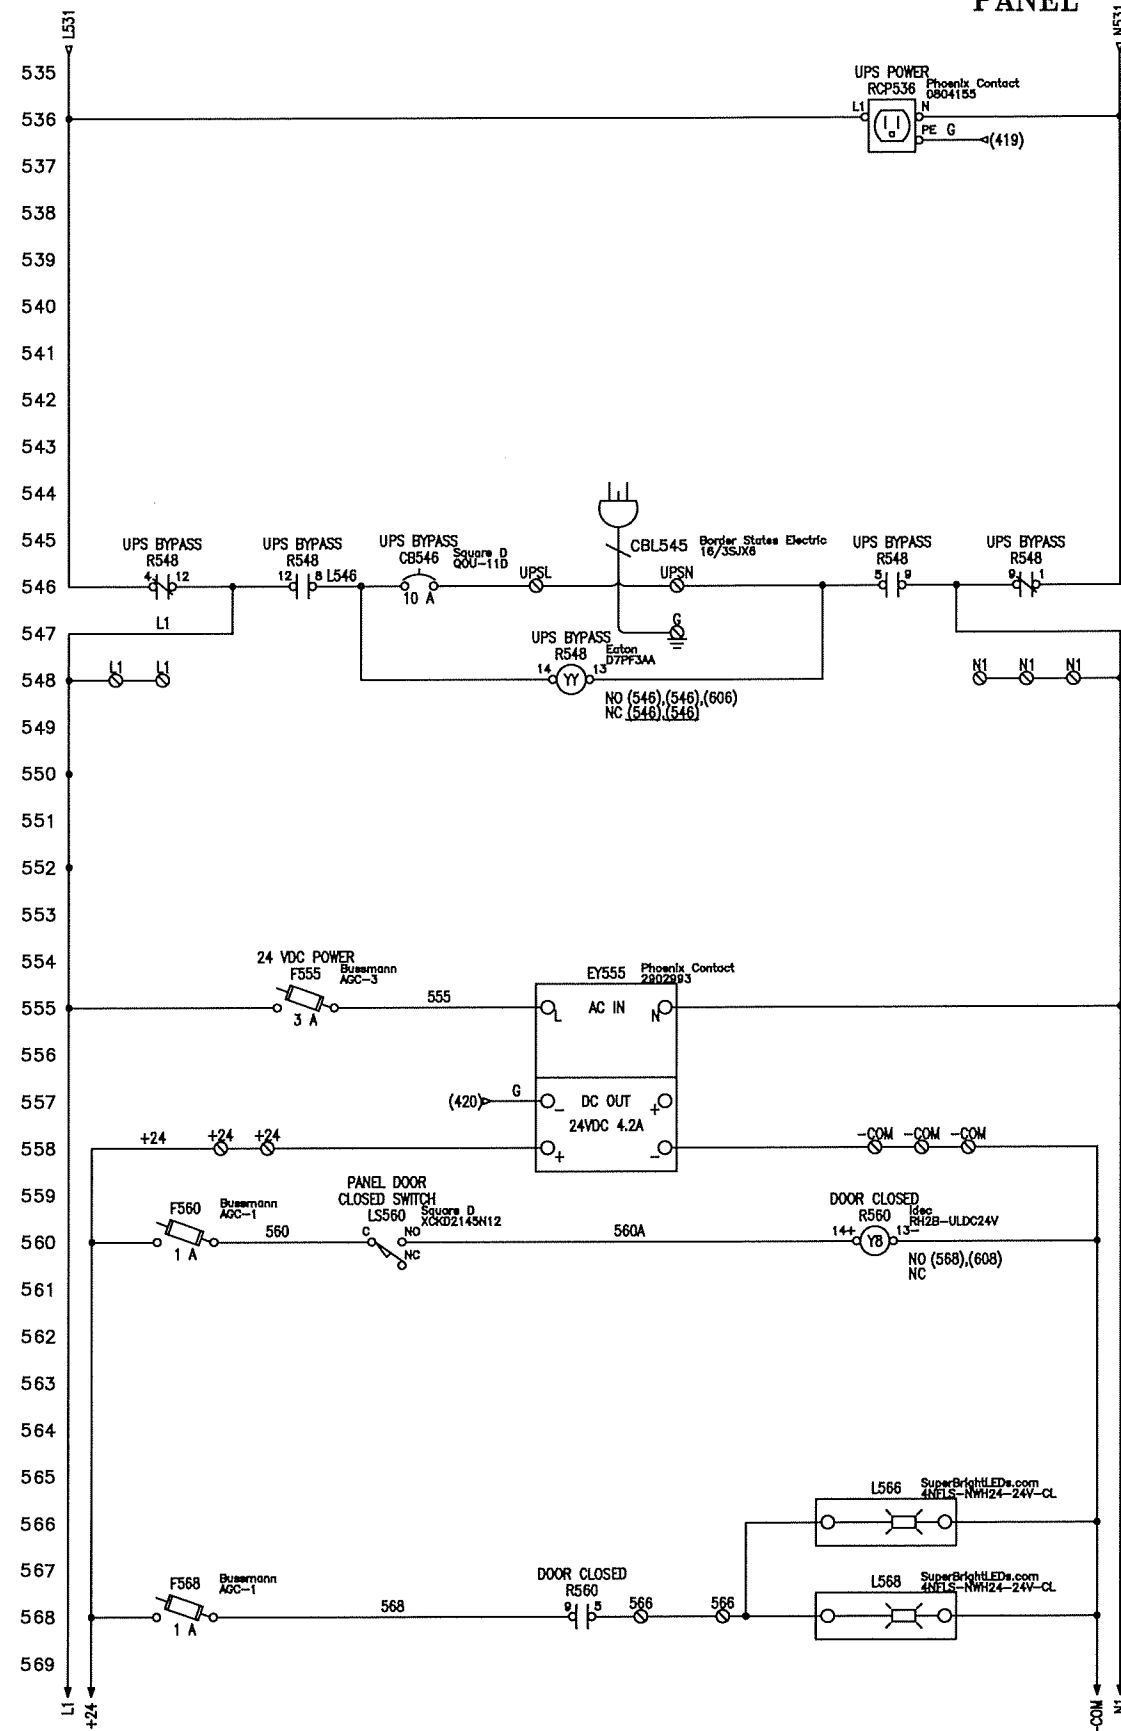 PANEL
L531
N531
535
UPS POWER
RCP536
Phoenix Contact
0804155
L1
N
536
PE
G
(419)
537
538
539
540
541
542
543
544
545
UPS BYPASS
R548
UPS BYPASS
R548
UPS BYPASS
CB546
Square D
QOU-11D
CBL545
Border States Electric
16/3SJX6
UPS BYPASS
R548
UPS BYPASS
R548
546
4
12
12
8
L546
10 A
UPSL
UPSN
5
9
9
1
547
L1
G
UPS BYPASS
R548
Eaton
D7PF3AA
548
L1
L1
14
YY
13
N1
N1
N1
NO (546),(546),(606)
NC (546),(546)
549
550
551
552
553
554
24 VDC POWER
F555
Bussmann
AGC-3
EY555
Phoenix Contact
2902993
555
3 A
555
L
AC IN
N
556
557
(420)
G
-
DC OUT
+
24VDC 4.2A
558
+24
+24
+24
+
-
-COM
-COM
-COM
559
F560
Bussmann
AGC-1
PANEL DOOR
CLOSED SWITCH
LS560
Square D
XCKD2145N12
DOOR CLOSED
R560
Idec
RH2B-ULDC24V
560
1 A
560
C
NO
NC
560A
14+
YB
13-
NO (568),(608)
NC
561
562
563
564
565
L566
SuperBrightLEDs.com
4NFLS-NWH24-24V-CL
566
567
F568
Bussmann
AGC-1
DOOR CLOSED
R560
L568
SuperBrightLEDs.com
4NFLS-NWH24-24V-CL
568
1 A
568
9
5
566
566
569
L1
+24
-COM
N1